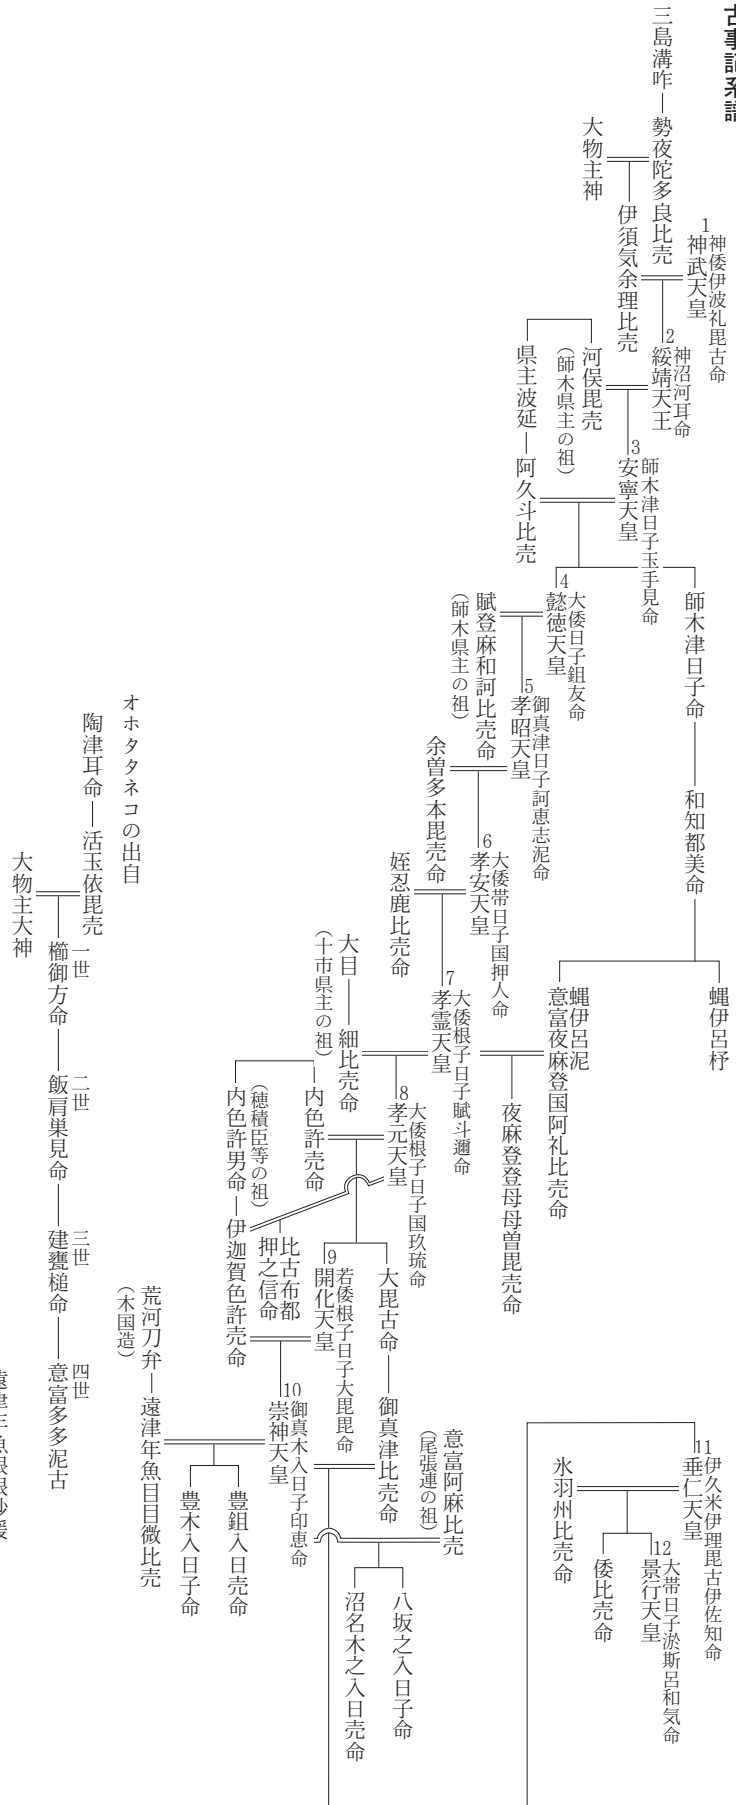 古事記系譜
三島溝咋
勢夜陀多良比売
大物主神
伊須気余理比売
1
神倭伊波礼毘古命
神武天皇
2
神沼河耳命
綏靖天王
河俣毘売
(師木県主の祖)
県主波延
阿久斗比売
3
師木津日子玉手見命
安寧天皇
師木津日子命
和知都美命
蝿伊呂杼
蝿伊呂泥
意富夜麻登国阿礼比売命
4
大倭日子鉏友命
懿徳天皇
賦登麻和訶比売命
(師木県主の祖)
5
御真津日子訶恵志泥命
孝昭天皇
余曽多本毘売命
6
大倭帯日子国押人命
孝安天皇
姪忍鹿比売命
7
大倭根子日子賦斗邇命
孝霊天皇
夜麻登登母母曽毘売命
大目
(十市県主の祖)
細比売命
8
大倭根子日子国玖琉命
孝元天皇
内色許売命
(穂積臣等の祖)
内色許男命
伊迦賀色許売命
比古布都
押之信命
大毘古命
御真津比売命
9
若倭根子日子大毘毘命
開化天皇
10
御真木入日子印恵命
崇神天皇
荒河刀弁
(木国造)
遠津年魚目目微比売
豊鉏入日売命
豊木入日子命
意富阿麻比売
(尾張連の祖)
八坂之入日子命
沼名木之入日売命
11
伊久米伊理毘古伊佐知命
垂仁天皇
氷羽州比売命
12
大帯日子淤斯呂和気命
景行天皇
倭比売命
オホタタネコの出自
陶津耳命
活玉依毘売
大物主大神
一世
櫛御方命
二世
飯肩巣見命
三世
建甕槌命
四世
意富多多泥古